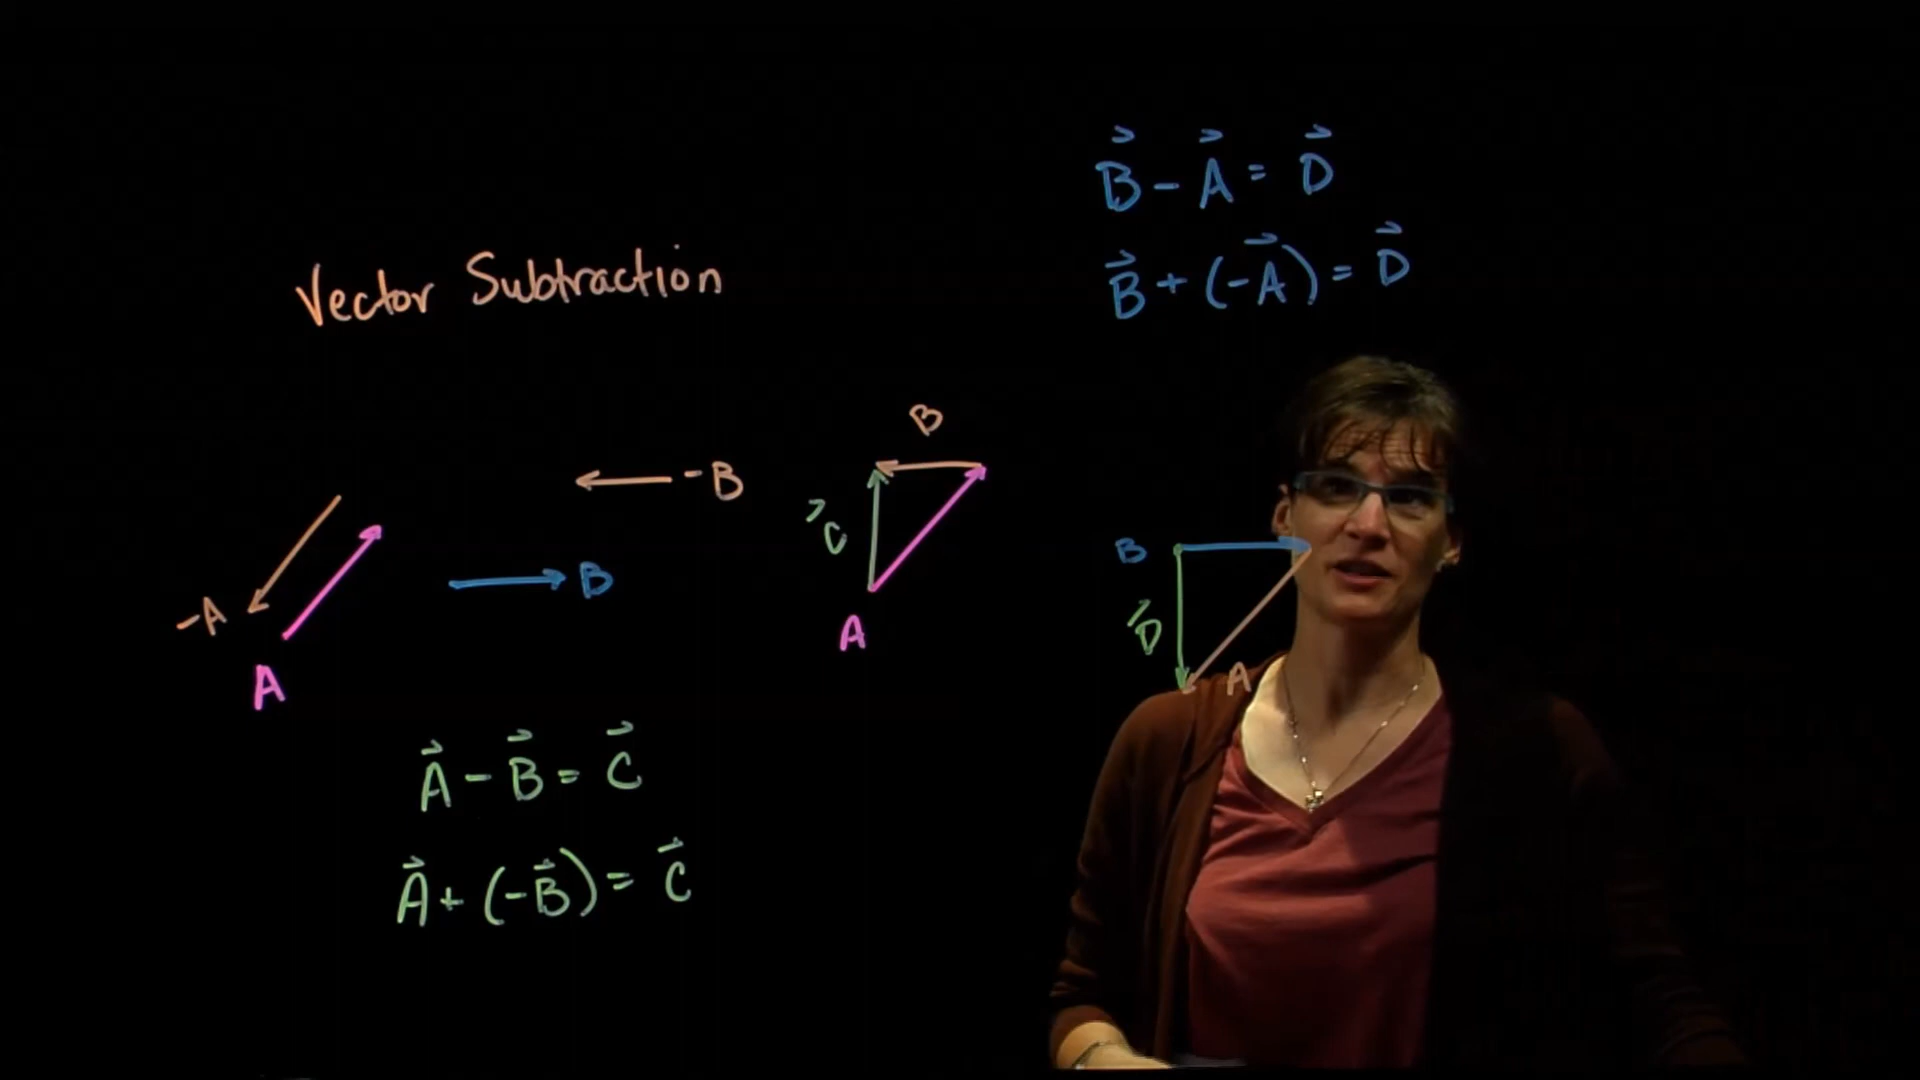 Vector Subtraction
B⃗ - A⃗ = D⃗
B⃗ + (-A⃗) = D⃗
-A
A
-B
B
B
C⃗
A
B
D⃗
A
A⃗ - B⃗ = C⃗
A⃗ + (-B⃗) = C⃗